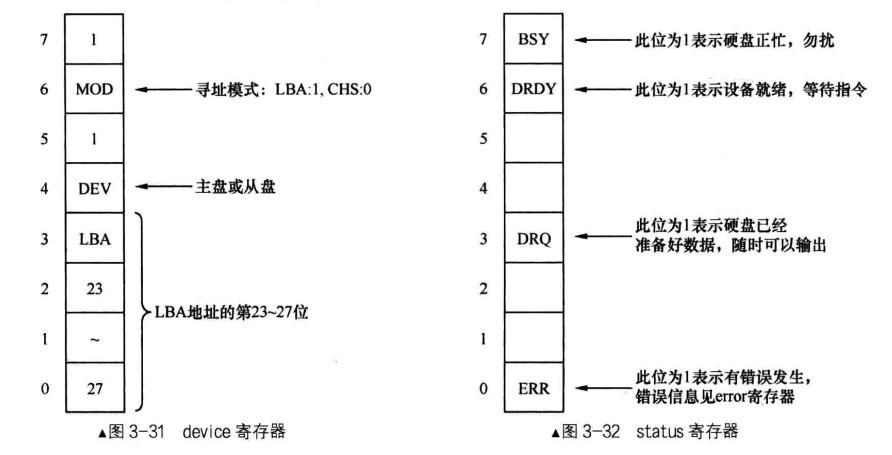 7 1
6 MOD 寻址模式：LBA:1, CHS:0
5 1
4 DEV 主盘或从盘
3 LBA
2 23
1 ~
0 27
LBA地址的第23~27位
▲图 3-31 device 寄存器
7 BSY 此位为1表示硬盘正忙，勿扰
6 DRDY 此位为1表示设备就绪，等待指令
5
4
3 DRQ 此位为1表示硬盘已经
准备好数据，随时可以输出
2
1
0 ERR 此位为1表示有错误发生，
错误信息见error寄存器
▲图 3-32 status 寄存器